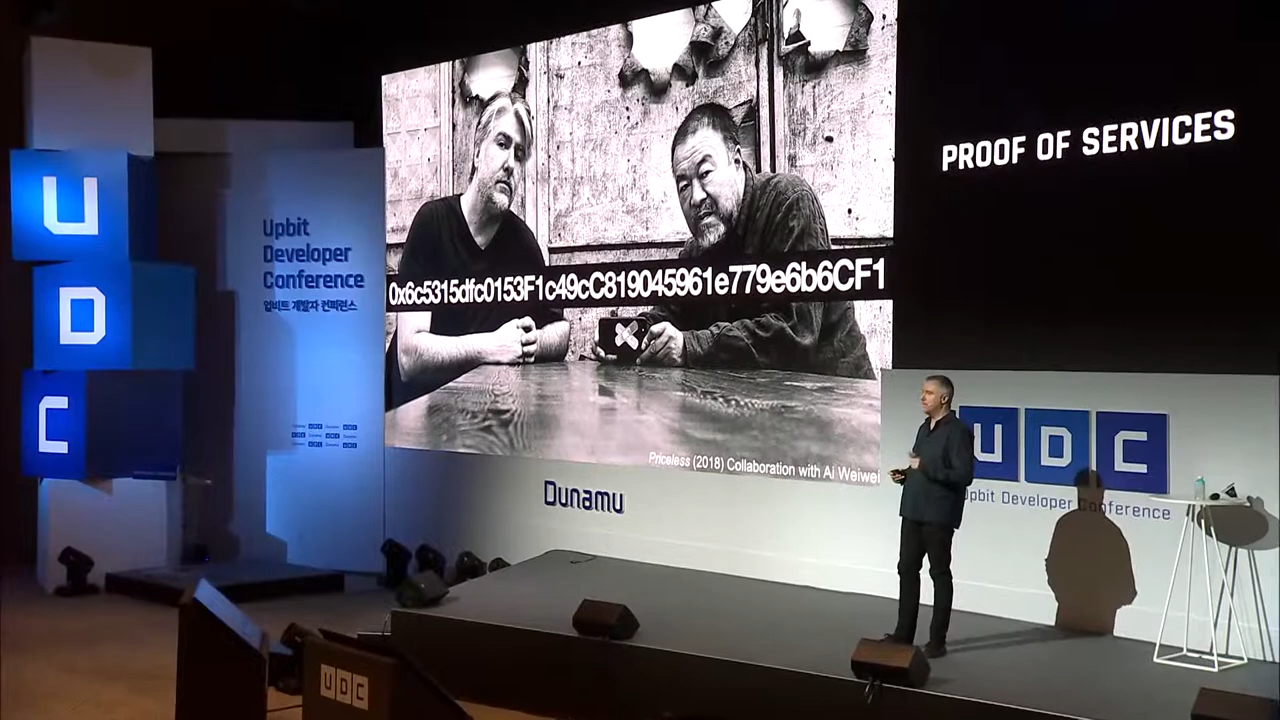 PROOF OF SERVICES
0x6c5315dfc0153F1c49cC819045961e779e6b6CF1
Priceless (2018) Collaboration with Ai Weiwei
U
D
C
Upbit
Developer
Conference
업비트 개발자 컨퍼런스
Dunamu
UDC
Upbit Developer Conference
UDC